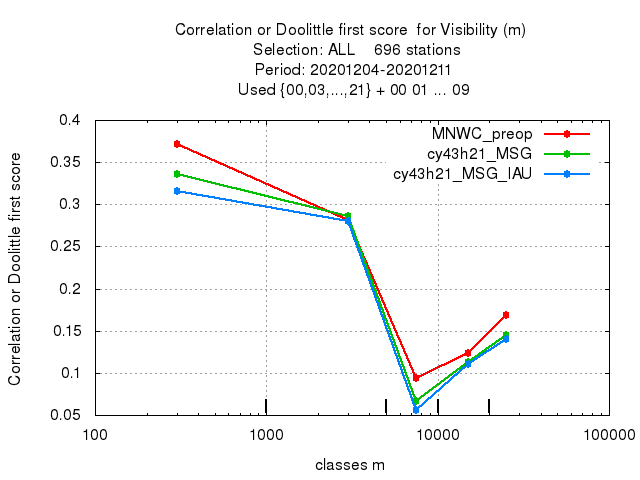 Correlation or Doolittle first score  for Visibility (m)
Selection: ALL    696 stations
Period: 20201204-20201211
Used {00,03,...,21} + 00 01 ... 09
MNWC_preop
cy43h21_MSG
cy43h21_MSG_IAU
Correlation or Doolittle first score
0.4
0.35
0.3
0.25
0.2
0.15
0.1
0.05
100
1000
10000
100000
classes m